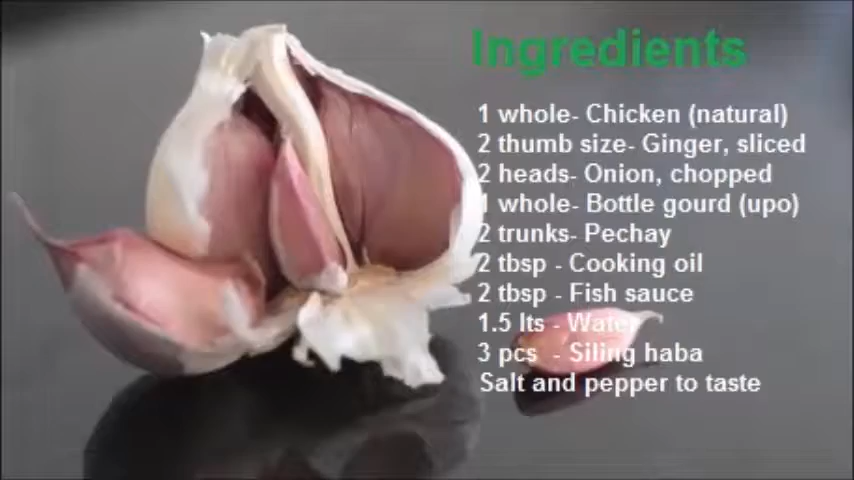 Ingredients
1 whole- Chicken (natural)
2 thumb size- Ginger, sliced
2 heads- Onion, chopped
1 whole- Bottle gourd (upo)
2 trunks- Pechay
2 tbsp - Cooking oil
2 tbsp - Fish sauce
1.5 lts - Water
3 pcs - Siling haba
Salt and pepper to taste